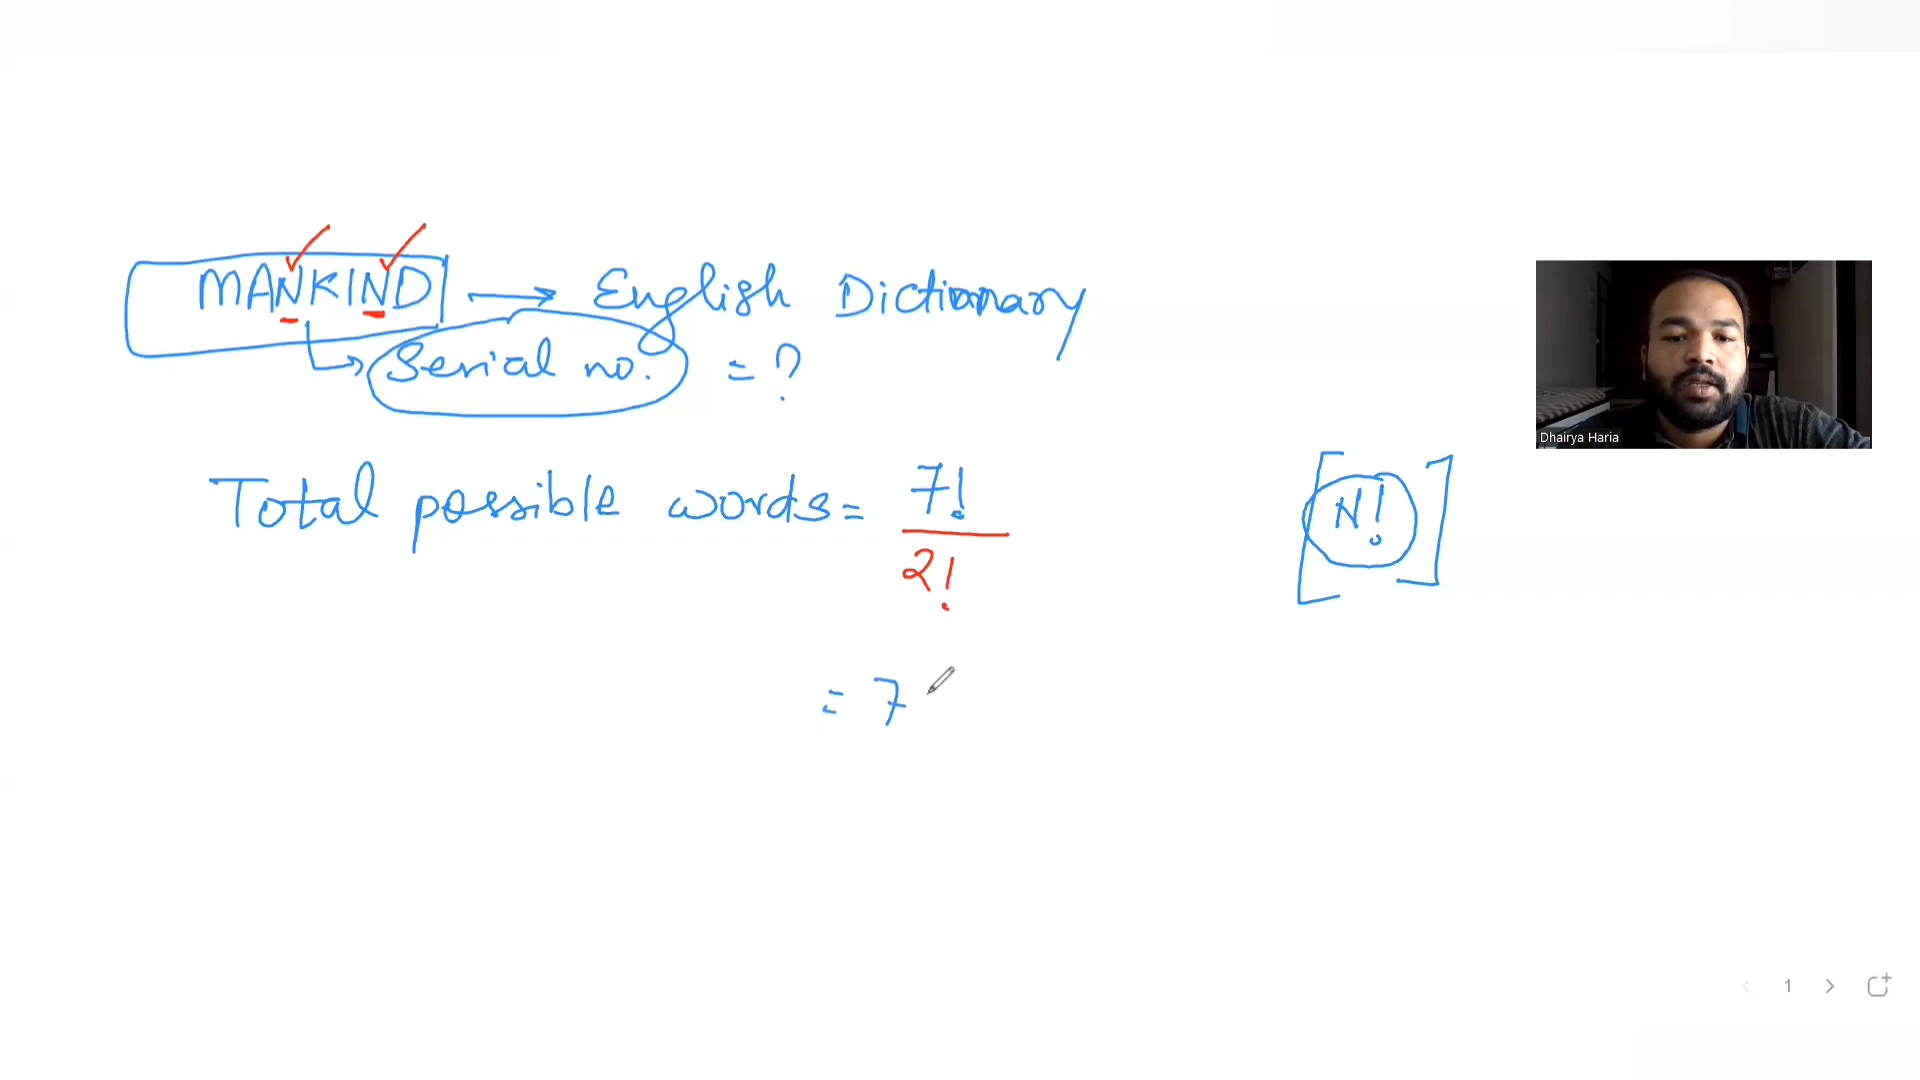 MANKIND → English Dictionary
Serial no. = ?
Total possible words = 7!
2!
N!
= 7
Dhairya Haria
1